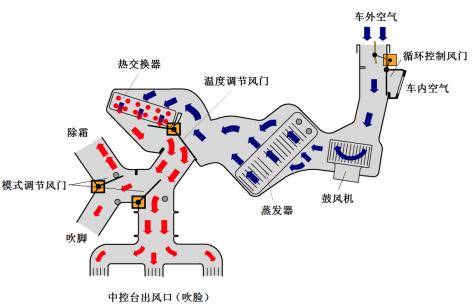 车外空气
循环控制风门
热交换器
温度调节风门
车内空气
除霜
模式调节风门
鼓风机
蒸发器
吹脚
中控台出风口(吹脸)